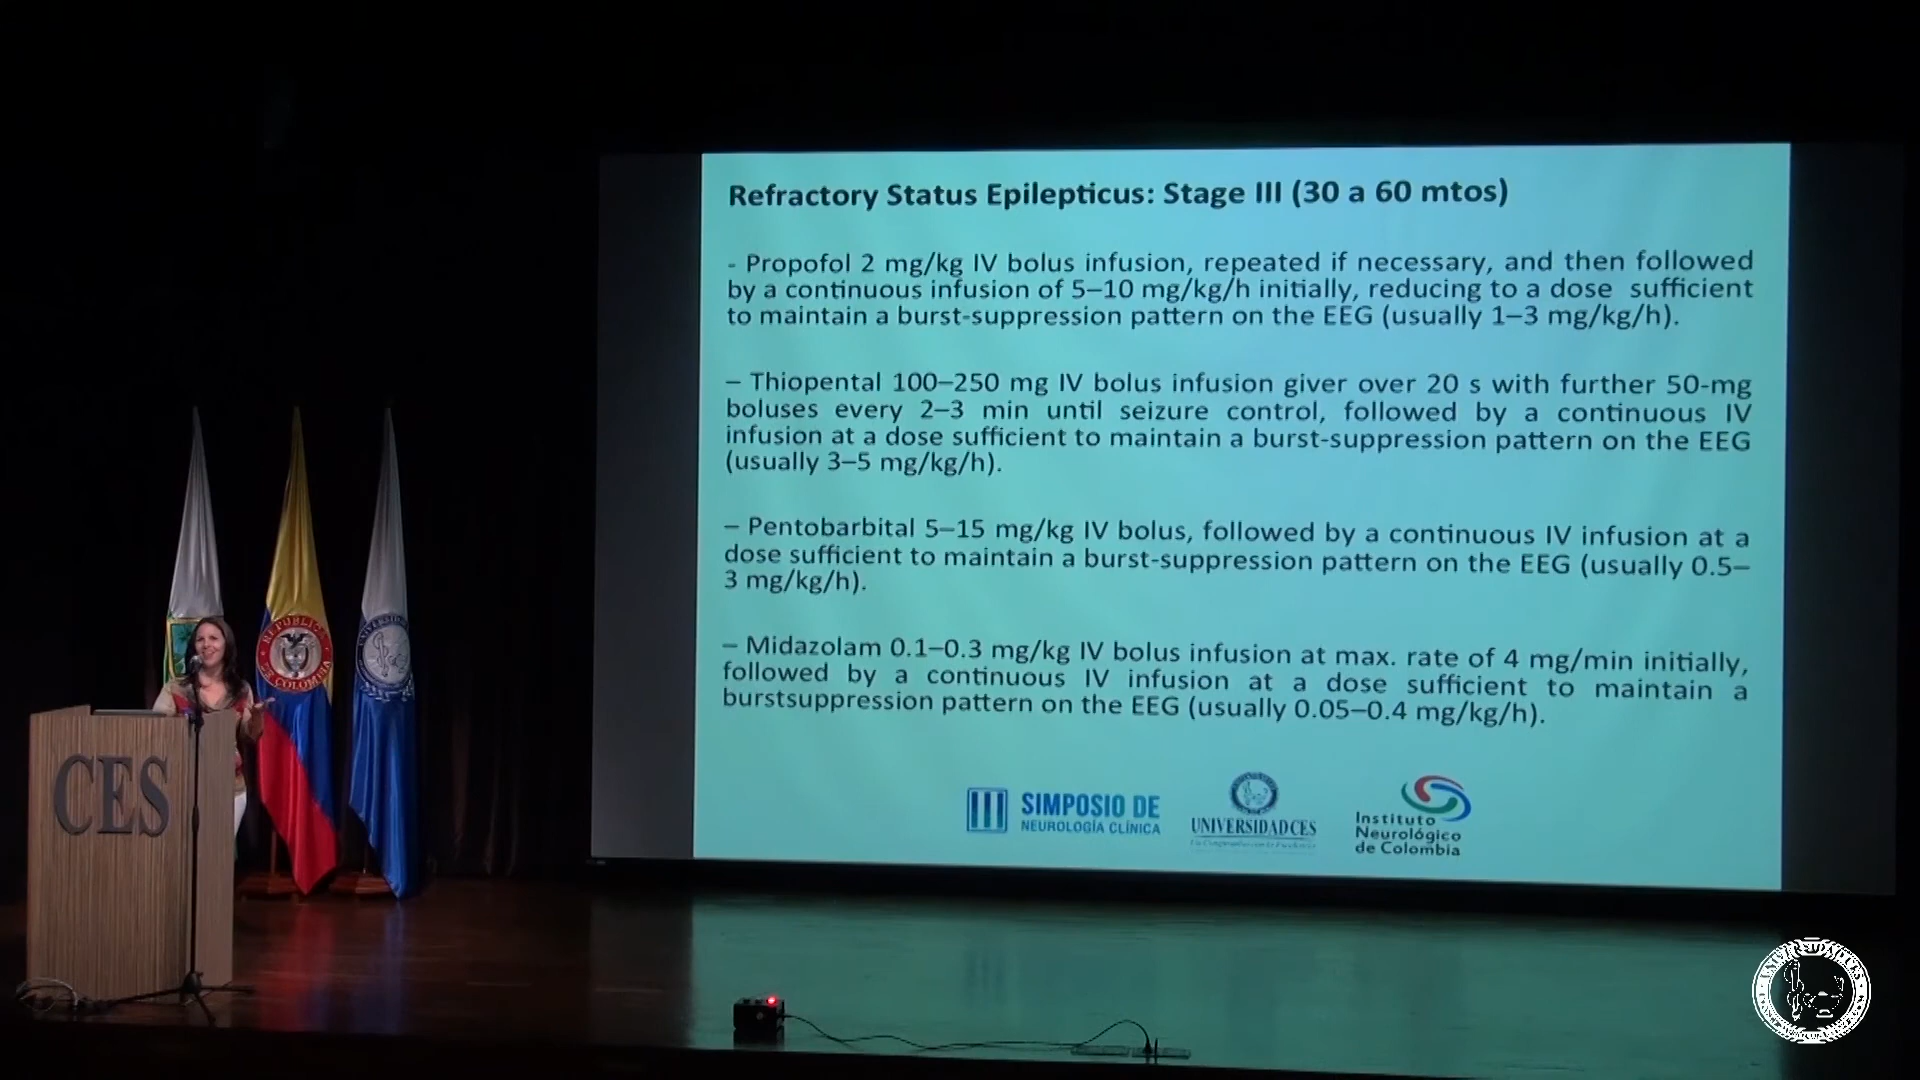 Refractory Status Epilepticus: Stage III (30 a 60 mtos)
- Propofol 2 mg/kg IV bolus infusion, repeated if necessary, and then followed
by a continuous infusion of 5–10 mg/kg/h initially, reducing to a dose sufficient
to maintain a burst-suppression pattern on the EEG (usually 1–3 mg/kg/h).
– Thiopental 100–250 mg IV bolus infusion giver over 20 s with further 50-mg
boluses every 2–3 min until seizure control, followed by a continuous IV
infusion at a dose sufficient to maintain a burst-suppression pattern on the EEG
(usually 3–5 mg/kg/h).
– Pentobarbital 5–15 mg/kg IV bolus, followed by a continuous IV infusion at a
dose sufficient to maintain a burst-suppression pattern on the EEG (usually 0.5–
3 mg/kg/h).
– Midazolam 0.1–0.3 mg/kg IV bolus infusion at max. rate of 4 mg/min initially,
followed by a continuous IV infusion at a dose sufficient to maintain a
burstsuppression pattern on the EEG (usually 0.05–0.4 mg/kg/h).
III SIMPOSIO DE
NEUROLOGÍA CLÍNICA
UNIVERSIDAD CES
Instituto
Neurológico
de Colombia
REPÚBLICA
DE COLOMBIA
CES